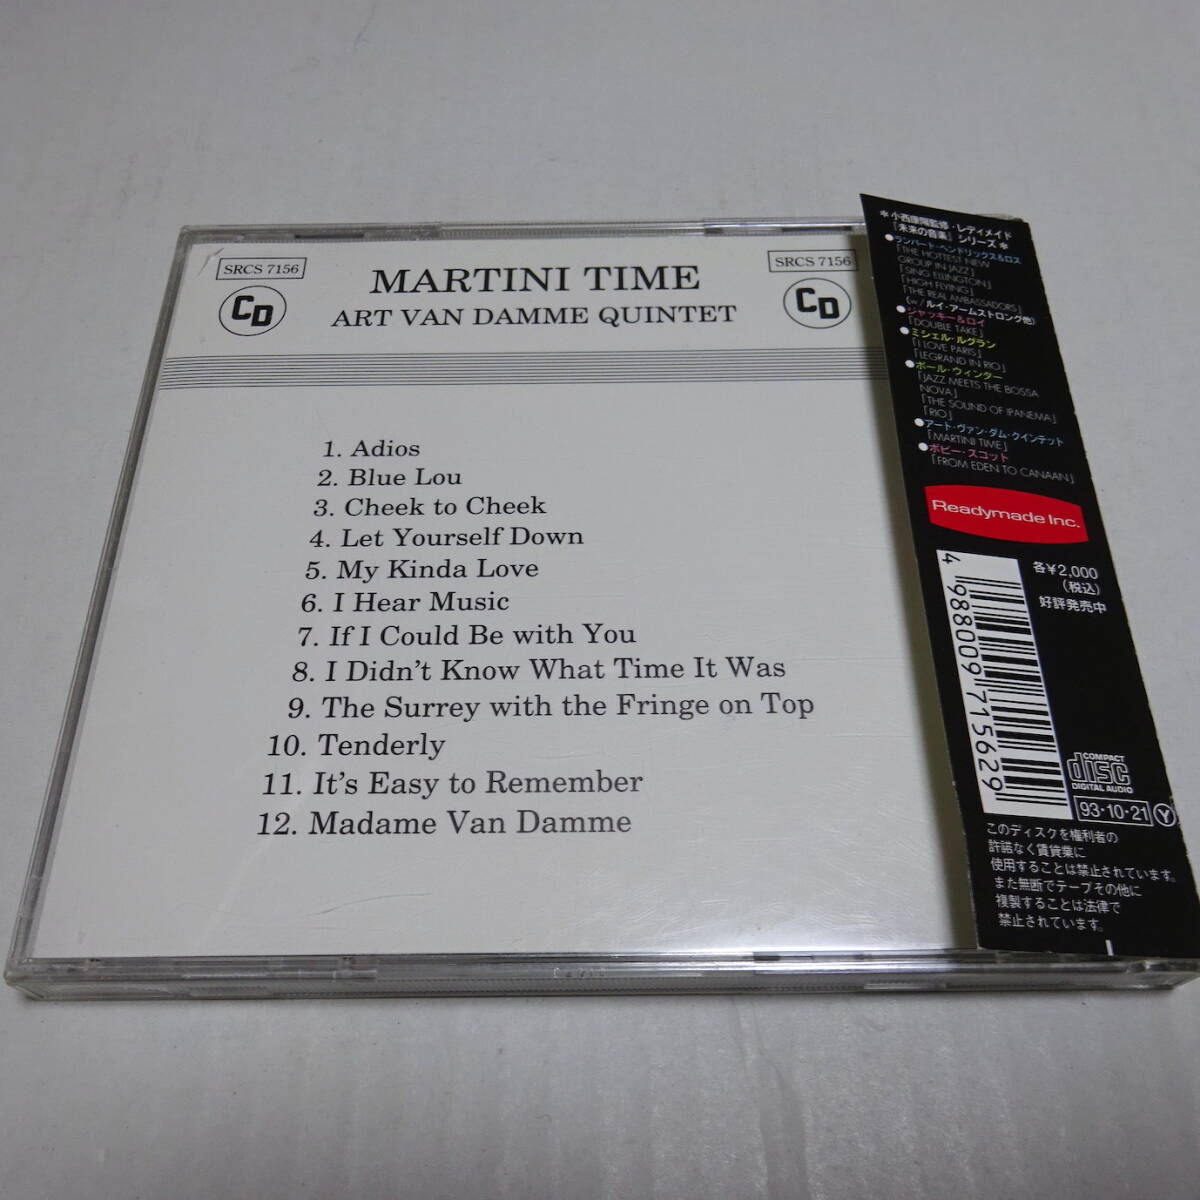 SRCS 7156
CD
MARTINI TIME
ART VAN DAMME QUINTET
SRCS 7156
CD
1. Adios
2. Blue Lou
3. Cheek to Cheek
4. Let Yourself Down
5. My Kinda Love
6. I Hear Music
7. If I Could Be with You
8. I Didn't Know What Time It Was
9. The Surrey with the Fringe on Top
10. Tenderly
11. It's Easy to Remember
12. Madame Van Damme
＊小西康陽監修・レディメイド
「未来の音楽」シリーズ＊
●ランバート・ヘンドリックス&ロス
「THE HOTTEST NEW
GROUP IN JAZZ」
「SING ELLINGTON」
「HIGH FLYING」
「THE REAL AMBASSADORS」
(w/ルイ・アームストロング他)
●ジャッキー&ロイ
「DOUBLE TAKE」
●ミシェル・ルグラン
「I LOVE PARIS」
「LEGRAND IN RIO」
●ポール・ウィンター
「JAZZ MEETS THE BOSSA
NOVA」
「THE SOUND OF IPANEMA」
「RIO」
●アート・ヴァン・ダム・クインテット
「MARTINI TIME」
●ボビー・スコット
「FROM EDEN TO CANAAN」
Readymade Inc.
各¥2,000
(税込)
好評発売中
4 988009 715629
COMPACT
disc
DIGITAL AUDIO
93・10・21 Y
このディスクを権利者の
許諾なく賃貸業に
使用することは禁止されています。
また無断でテープその他に
複製することは法律で
禁止されています。